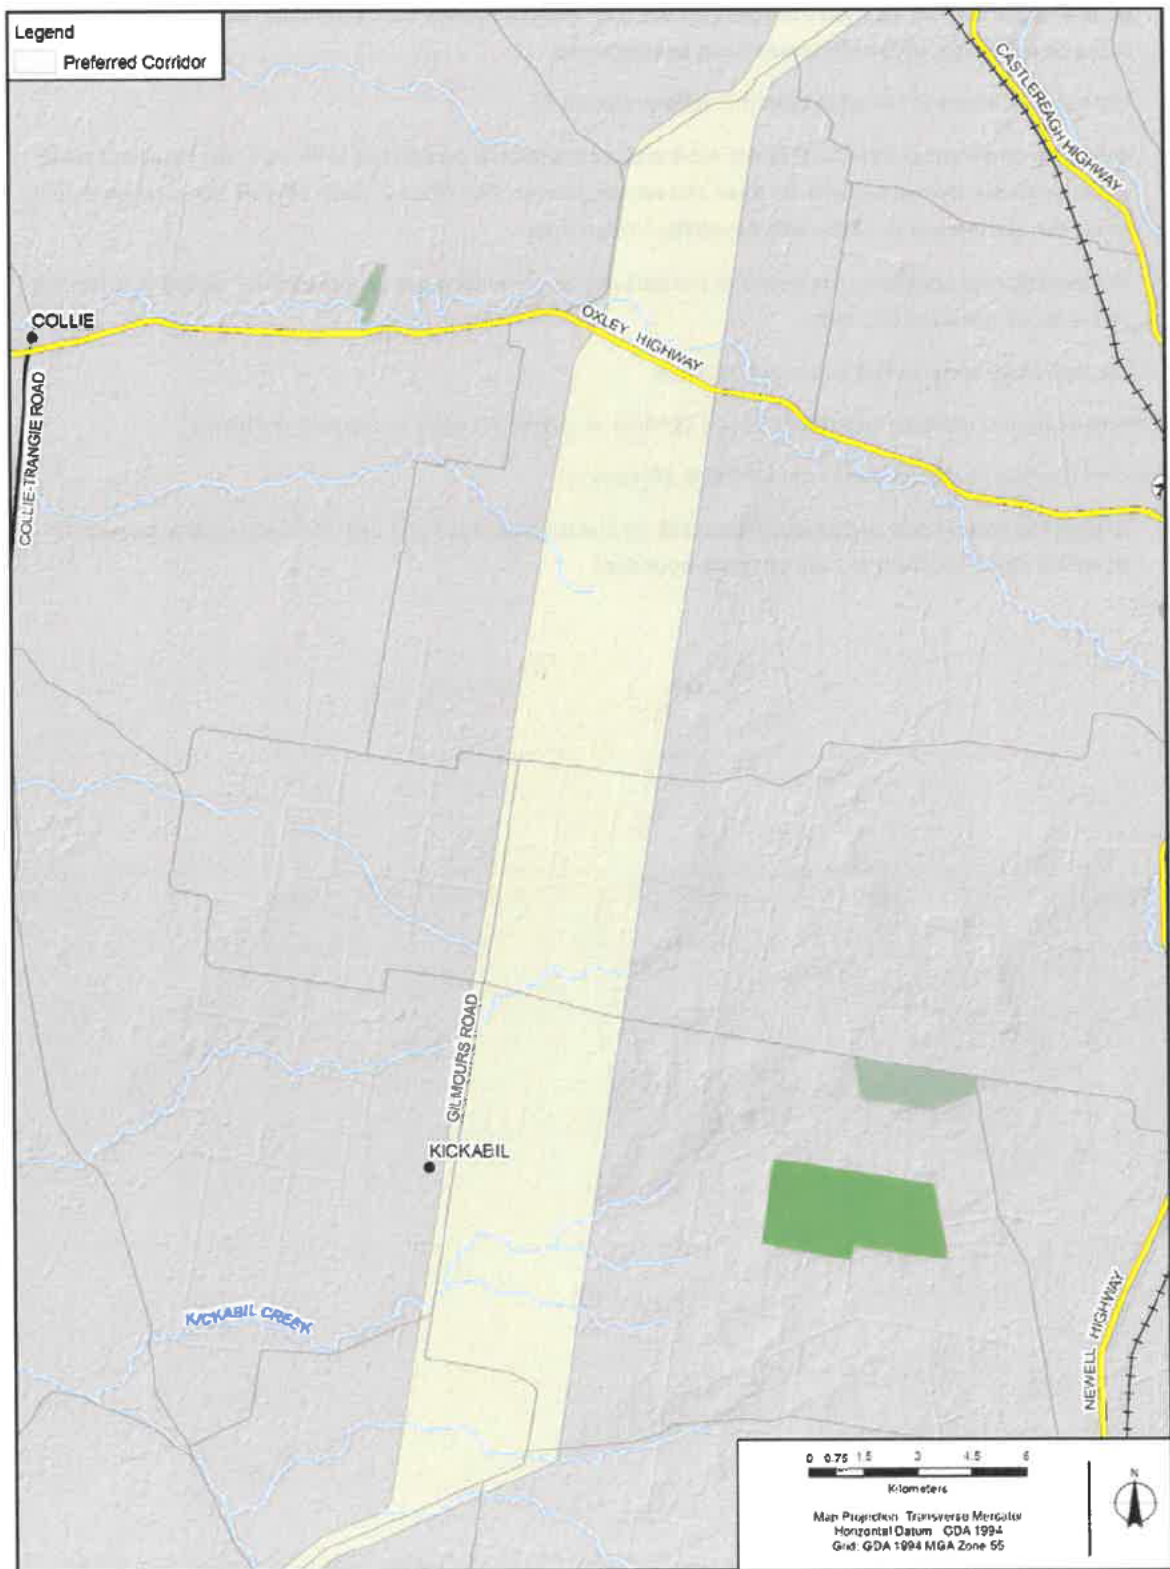 Legend
Preferred Corridor
CASTLEREAGH HIGHWAY
COLLIE
OXLEY HIGHWAY
COLLIE-TRANGIE ROAD
GILMOURS ROAD
KICKABIL
KICKABIL CREEK
NEWELL HIGHWAY
0 0.75 1.5 3 4.5 6
Kilometers
N
Map Projection: Transverse Mercator
Horizontal Datum: GDA 1994
Grid: GDA 1994 MGA Zone 55